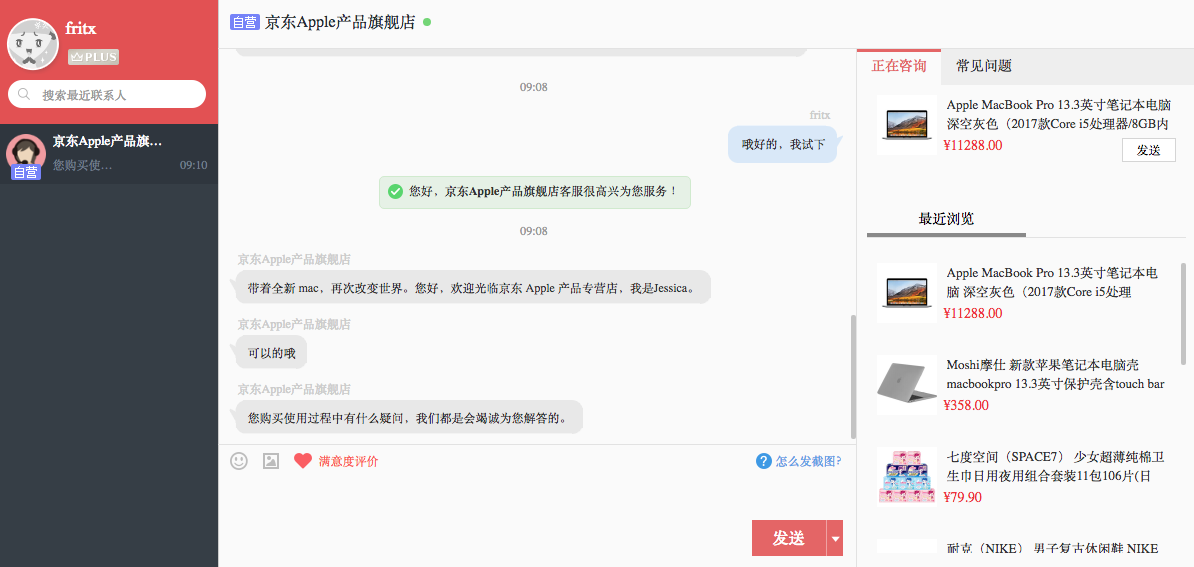 fritx
PLUS
搜索最近联系人
京东Apple产品旗...
您购买使...
09:10
自营
自营 京东Apple产品旗舰店
09:08
fritx
哦好的，我试下
您好，京东Apple产品旗舰店客服很高兴为您服务！
09:08
京东Apple产品旗舰店
带着全新 mac，再次改变世界。您好，欢迎光临京东 Apple 产品专营店，我是Jessica。
京东Apple产品旗舰店
可以的哦
京东Apple产品旗舰店
您购买使用过程中有什么疑问，我们都是会竭诚为您解答的。
满意度评价
? 怎么发截图?
发送
正在咨询
常见问题
Apple MacBook Pro 13.3英寸笔记本电脑
深空灰色（2017款Core i5处理器/8GB内
¥11288.00
发送
最近浏览
Apple MacBook Pro 13.3英寸笔记本电
脑 深空灰色（2017款Core i5处理
¥11288.00
Moshi摩仕 新款苹果笔记本电脑壳
macbookpro 13.3英寸保护壳含touch bar
¥358.00
七度空间（SPACE7） 少女超薄纯棉卫
生巾日用夜用组合套装11包106片(日
¥79.90
耐克（NIKE） 男子复古休闲鞋 NIKE